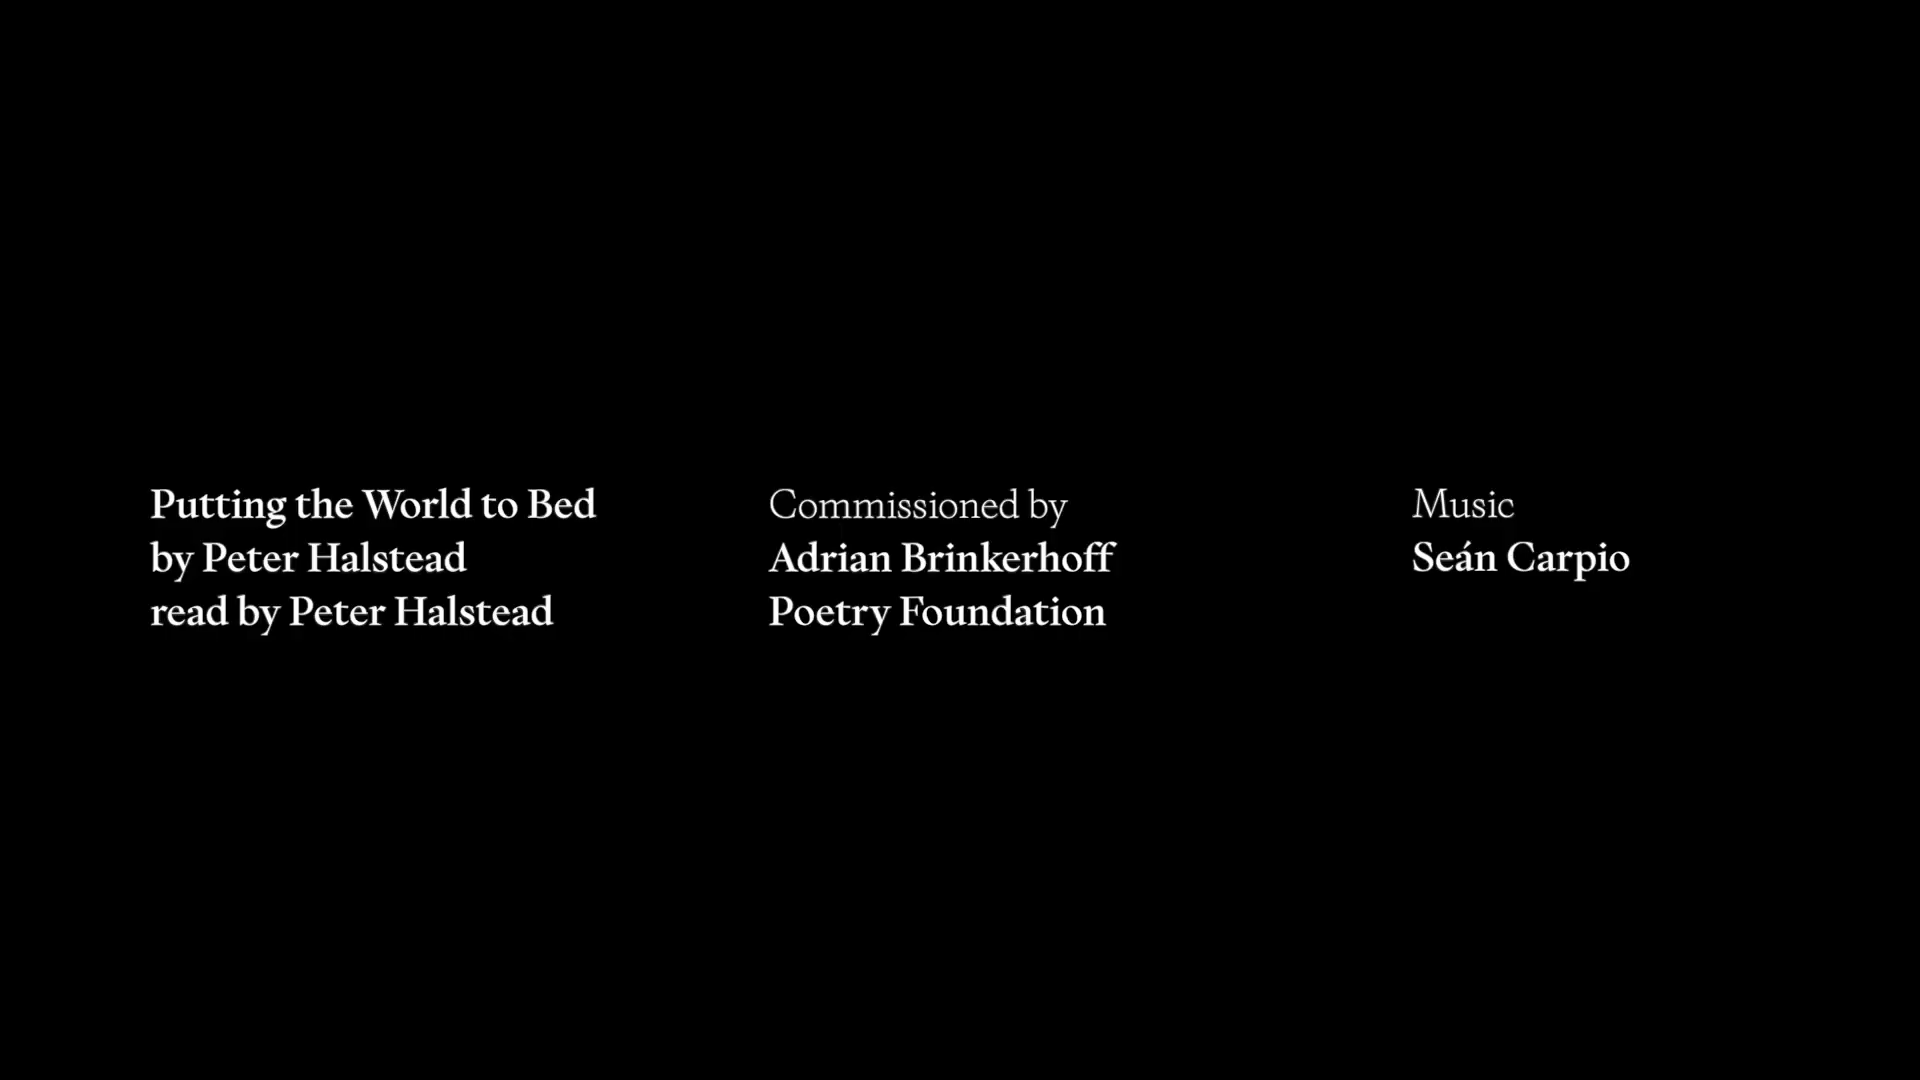 Putting the World to Bed
by Peter Halstead
read by Peter Halstead
Commissioned by
Adrian Brinkerhoff
Poetry Foundation
Music
Seán Carpio